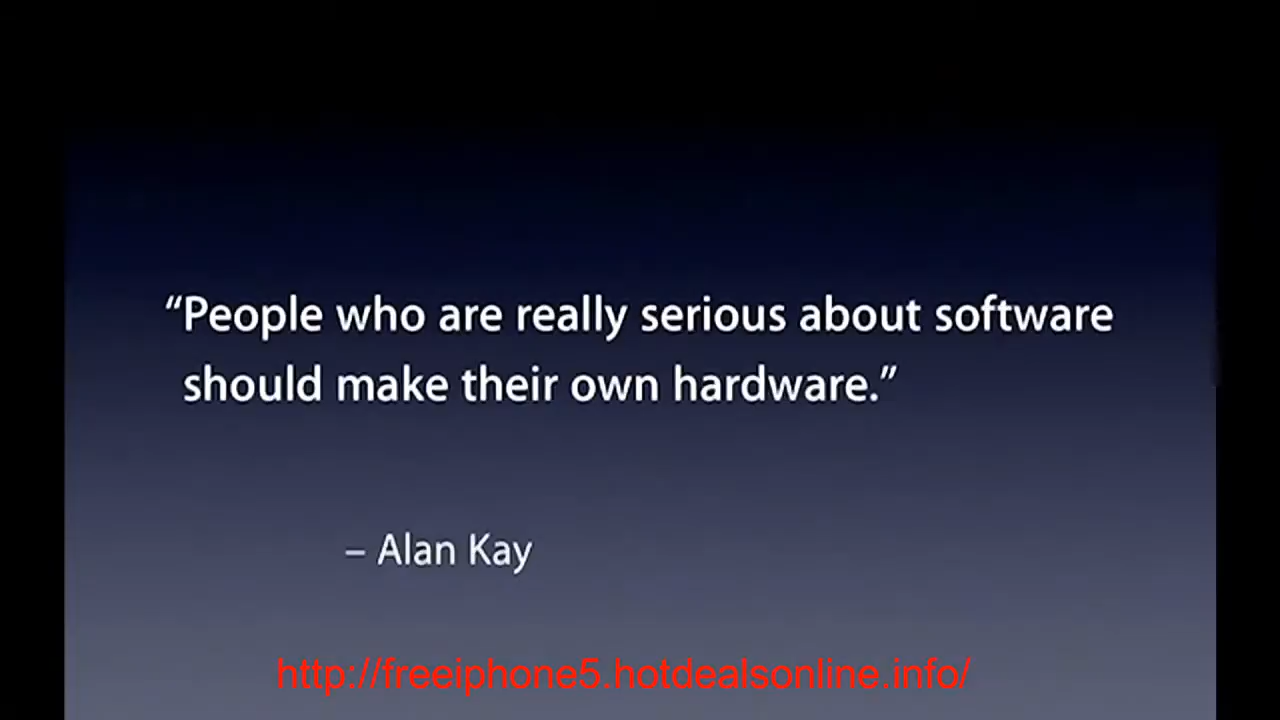 “People who are really serious about software
should make their own hardware.”
– Alan Kay
http://freeiphone5.hotdealsonline.info/